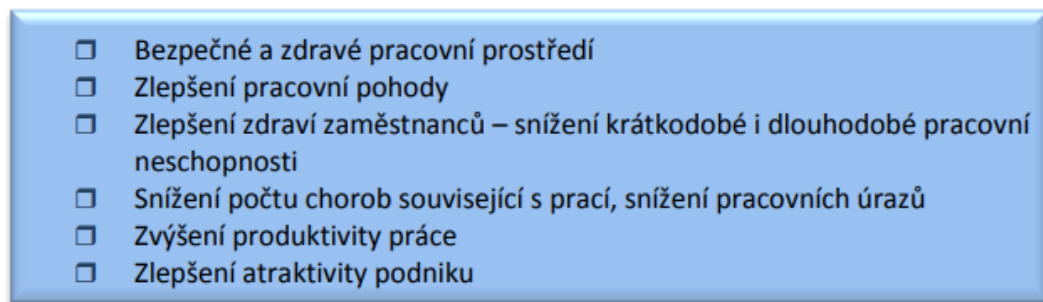 ❐ Bezpečné a zdravé pracovní prostředí
❐ Zlepšení pracovní pohody
❐ Zlepšení zdraví zaměstnanců – snížení krátkodobé i dlouhodobé pracovní
neschopnosti
❐ Snížení počtu chorob související s prací, snížení pracovních úrazů
❐ Zvýšení produktivity práce
❐ Zlepšení atraktivity podniku